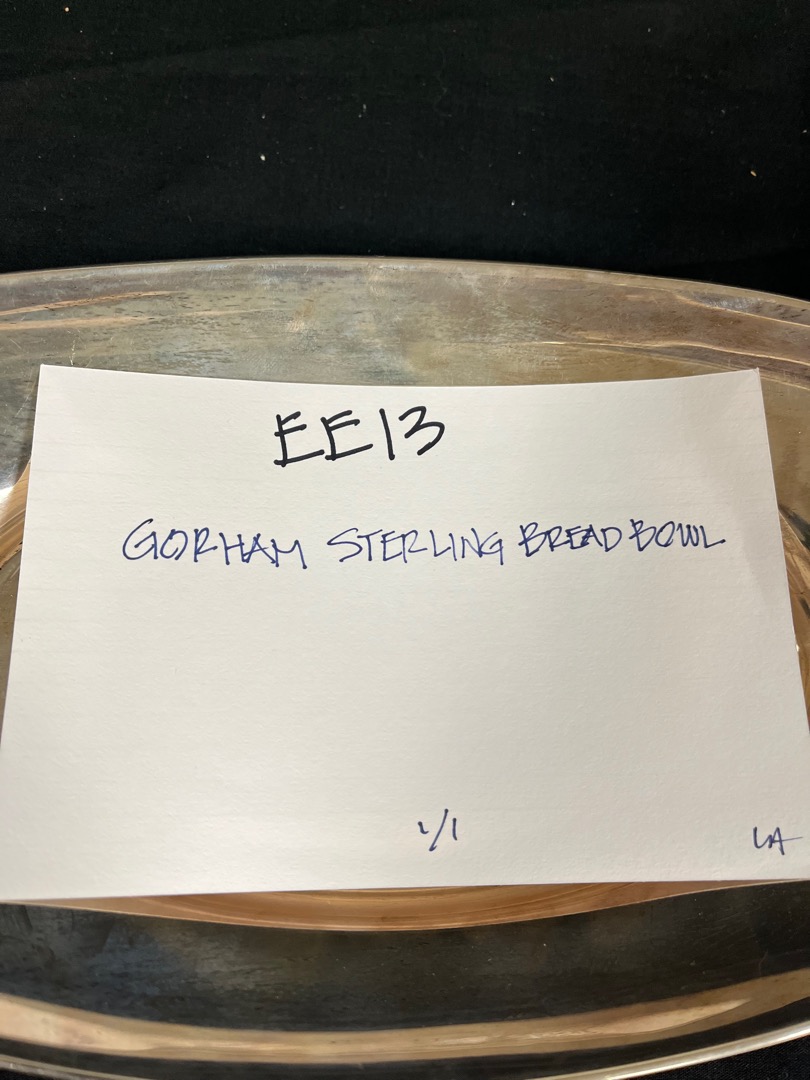 EE13
GORHAM STERLING BREAD BOWL
1/1
LA